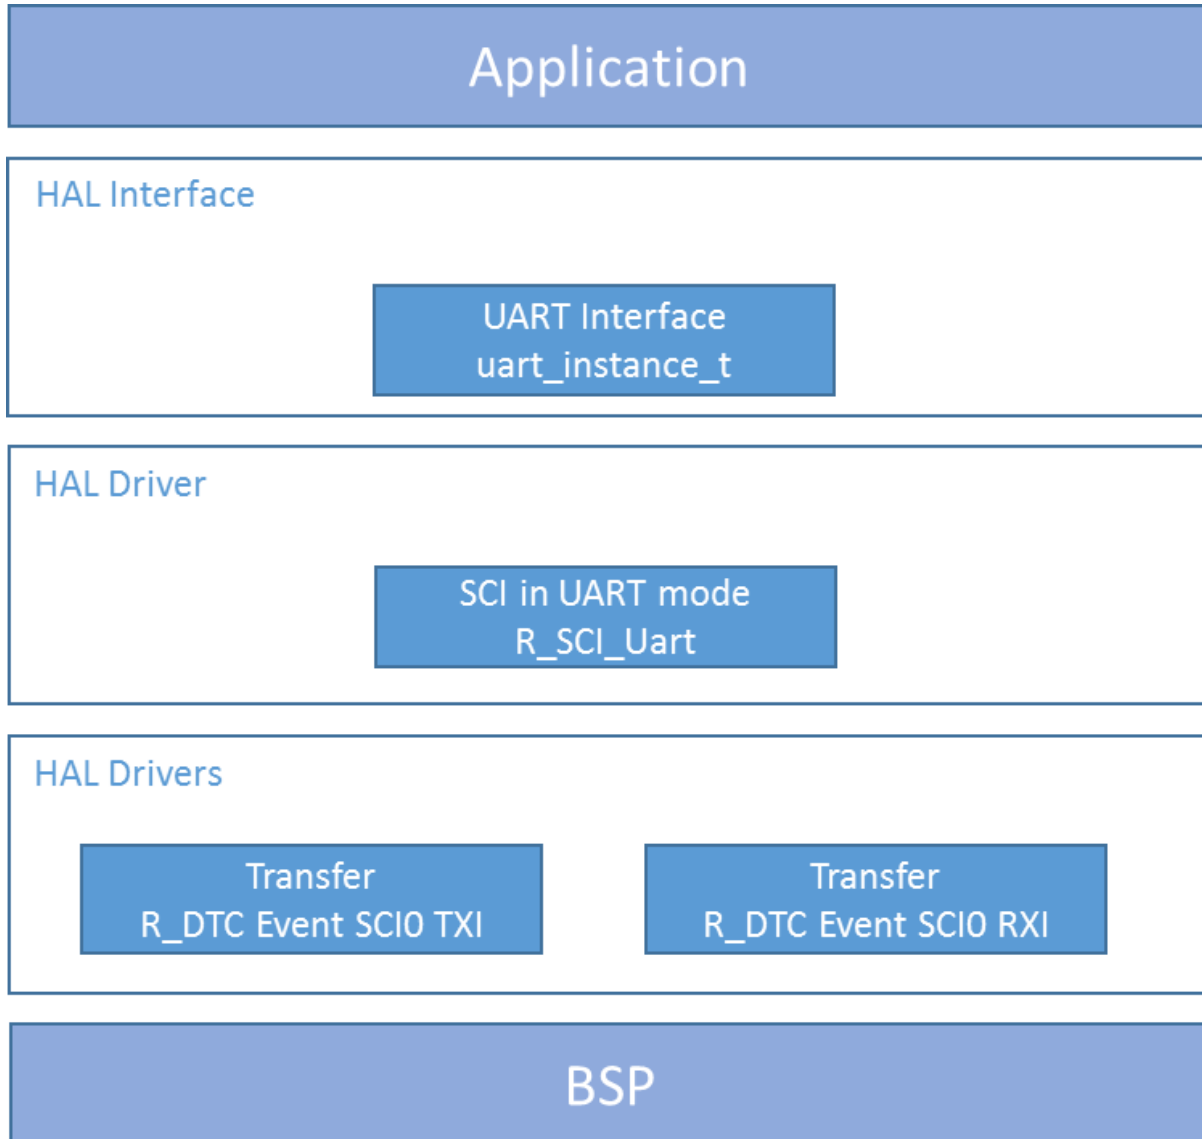 Application
HAL Interface
UART Interface
uart_instance_t
HAL Driver
SCI in UART mode
R_SCI_Uart
HAL Drivers
Transfer
R_DTC Event SCI0 TXI
Transfer
R_DTC Event SCI0 RXI
BSP